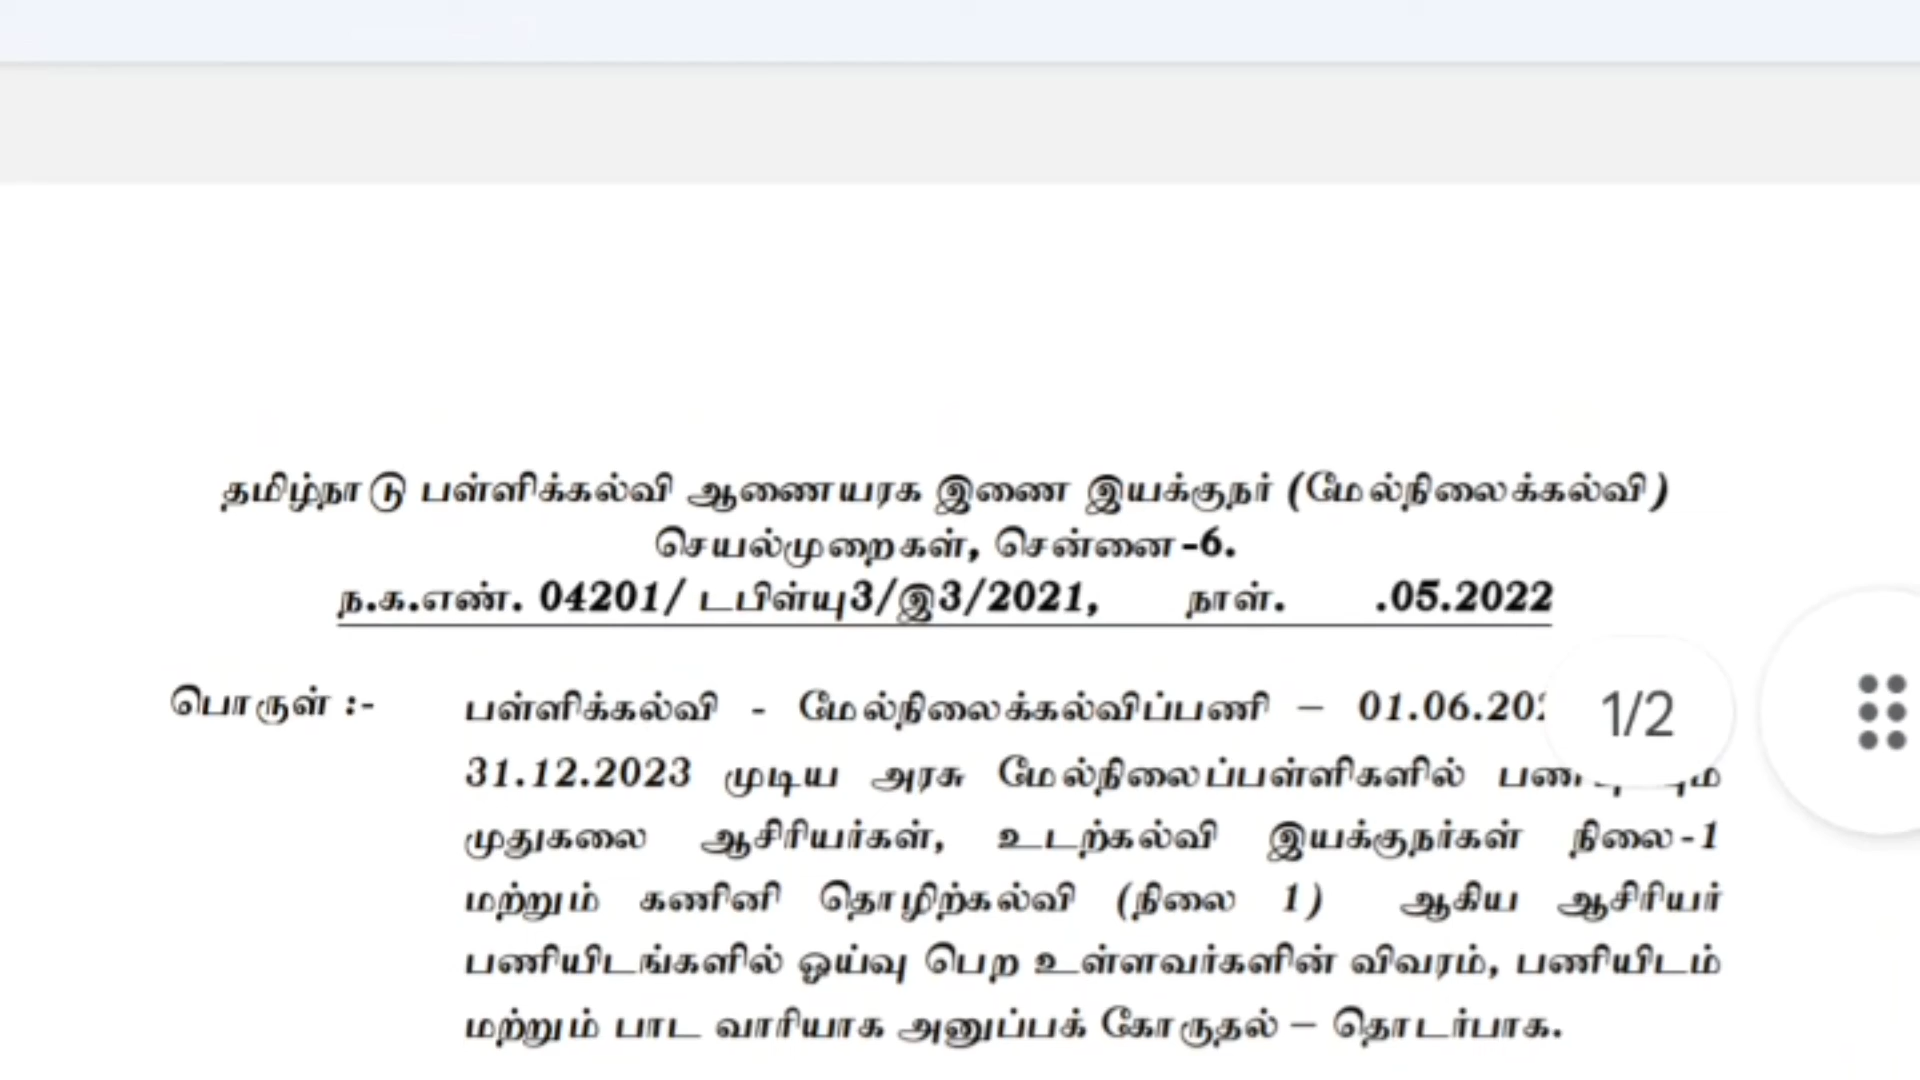 தமிழ்நாடு பள்ளிக்கல்வி ஆணையரக இணை இயக்குநர் (மேல்நிலைக்கல்வி)
செயல்முறைகள், சென்னை-6.
ந.க.எண். 04201/ டபிள்யு3/இ3/2021, நாள். .05.2022
பொருள் :- பள்ளிக்கல்வி - மேல்நிலைக்கல்விப்பணி – 01.06.202
1/2
31.12.2023 முடிய அரசு மேல்நிலைப்பள்ளிகளில்
முதுகலை ஆசிரியர்கள், உடற்கல்வி இயக்குநர்கள் நிலை-1
மற்றும் கணினி தொழிற்கல்வி (நிலை 1) ஆகிய ஆசிரியர்
பணியிடங்களில் ஓய்வு பெற உள்ளவர்களின் விவரம், பணியிடம்
மற்றும் பாட வாரியாக அனுப்பக் கோருதல் – தொடர்பாக.